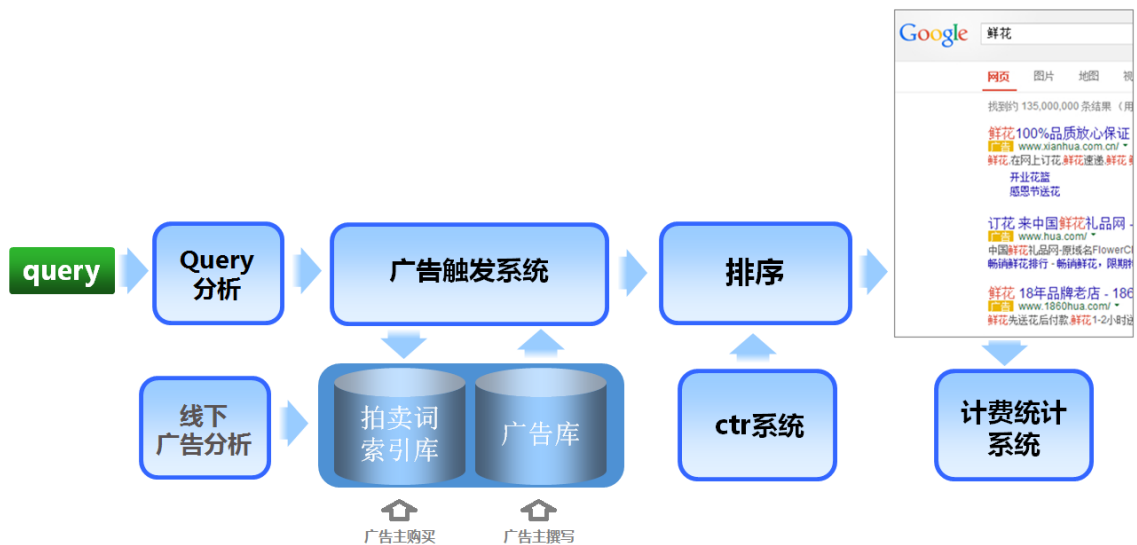 Google
鲜花
网页 图片 地图 视
找到约 135,000,000 条结果 (用
鲜花100%品质放心保证
广告 www.xianhua.com.cn/
鲜花,在网上订花,鲜花速递,鲜花
开业花篮
感恩节送花
订花 来中国鲜花礼品网 -
广告 www.hua.com/
中国鲜花礼品网-原域名FlowerC
畅销鲜花排行 - 畅销鲜花，限期特
鲜花 18年品牌老店 - 186
广告 www.1860hua.com/
鲜花先送花后付款,鲜花1-2小时送
query
Query
分析
广告触发系统
排序
线下
广告分析
拍卖词
索引库
广告库
ctr系统
计费统计
系统
广告主购买
广告主撰写